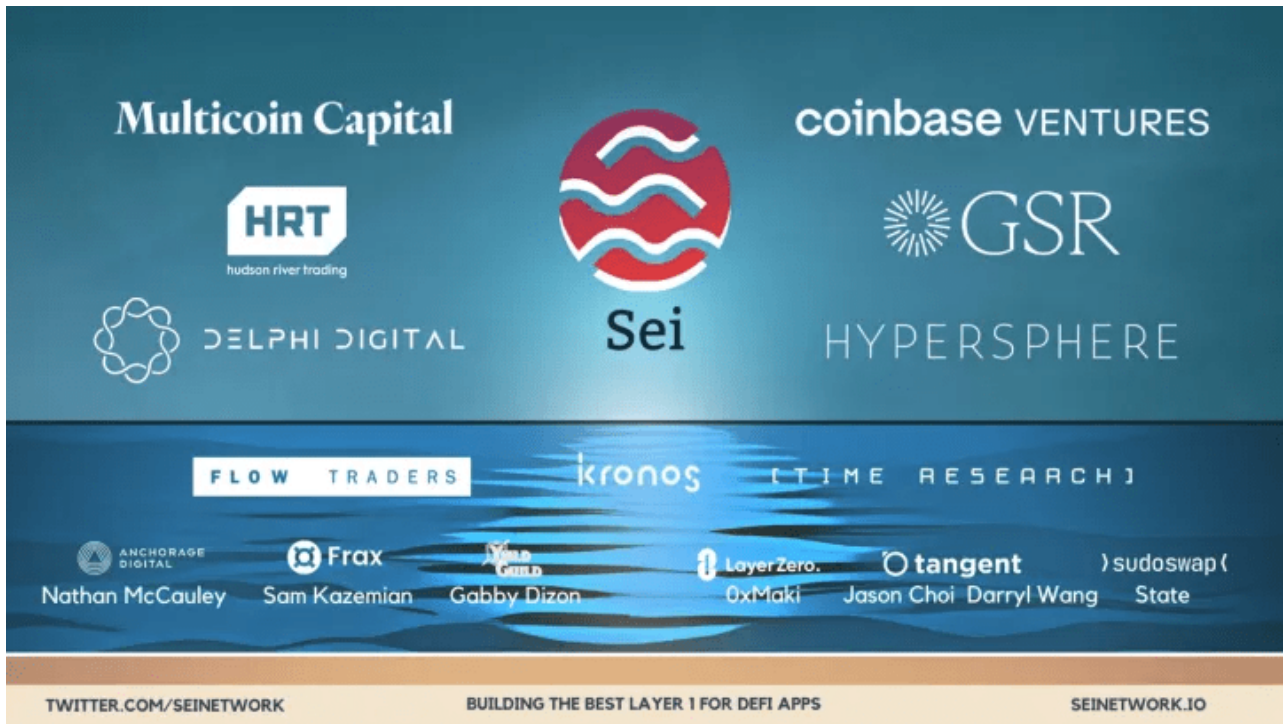 Multicoin Capital
coinbase VENTURES
HRT
hudson river trading
GSR
DELPHI DIGITAL
Sei
HYPERSPHERE
FLOW TRADERS
kronos
[TIME RESEARCH]
ANCHORAGE
DIGITAL
Frax
YIELD
GUILD
LayerZero.
tangent
)sudoswap(
Nathan McCauley
Sam Kazemian
Gabby Dizon
0xMaki
Jason Choi Darryl Wang
State
TWITTER.COM/SEINETWORK
BUILDING THE BEST LAYER 1 FOR DEFI APPS
SEINETWORK.IO